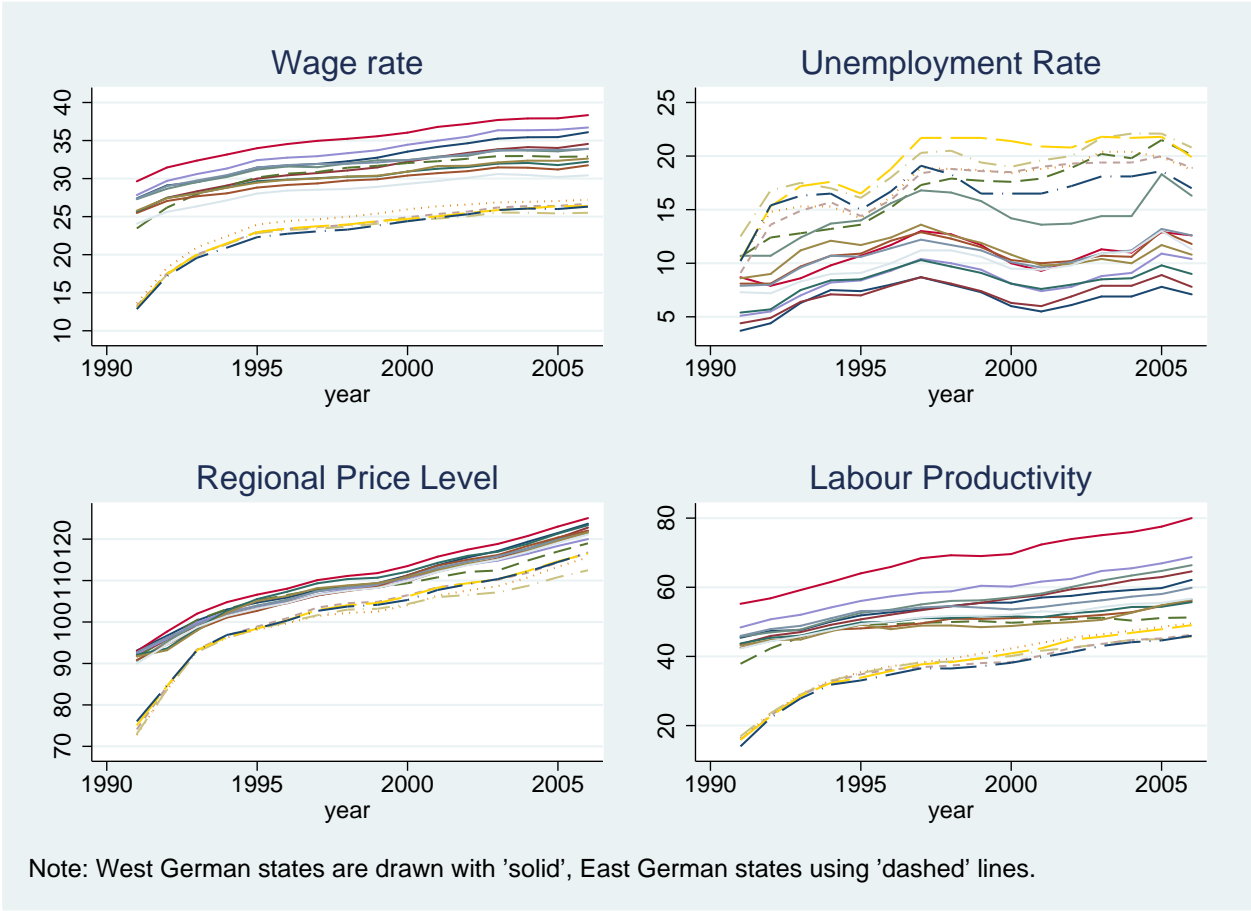 Wage rate
40
35
30
25
20
15
10
1990 1995 2000 2005
year
Unemployment Rate
25
20
15
10
5
1990 1995 2000 2005
year
Regional Price Level
120
110
100
90
80
70
1990 1995 2000 2005
year
Labour Productivity
80
60
40
20
1990 1995 2000 2005
year
Note: West German states are drawn with ’solid’, East German states using ’dashed’ lines.